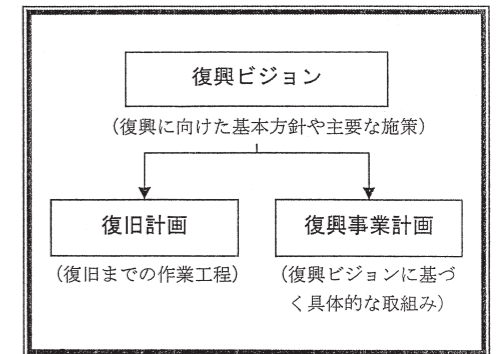 復興ビジョン
（復興に向けた基本方針や主要な施策）
復旧計画
（復旧までの作業工程）
復興事業計画
（復興ビジョンに基づ
く具体的な取組み）